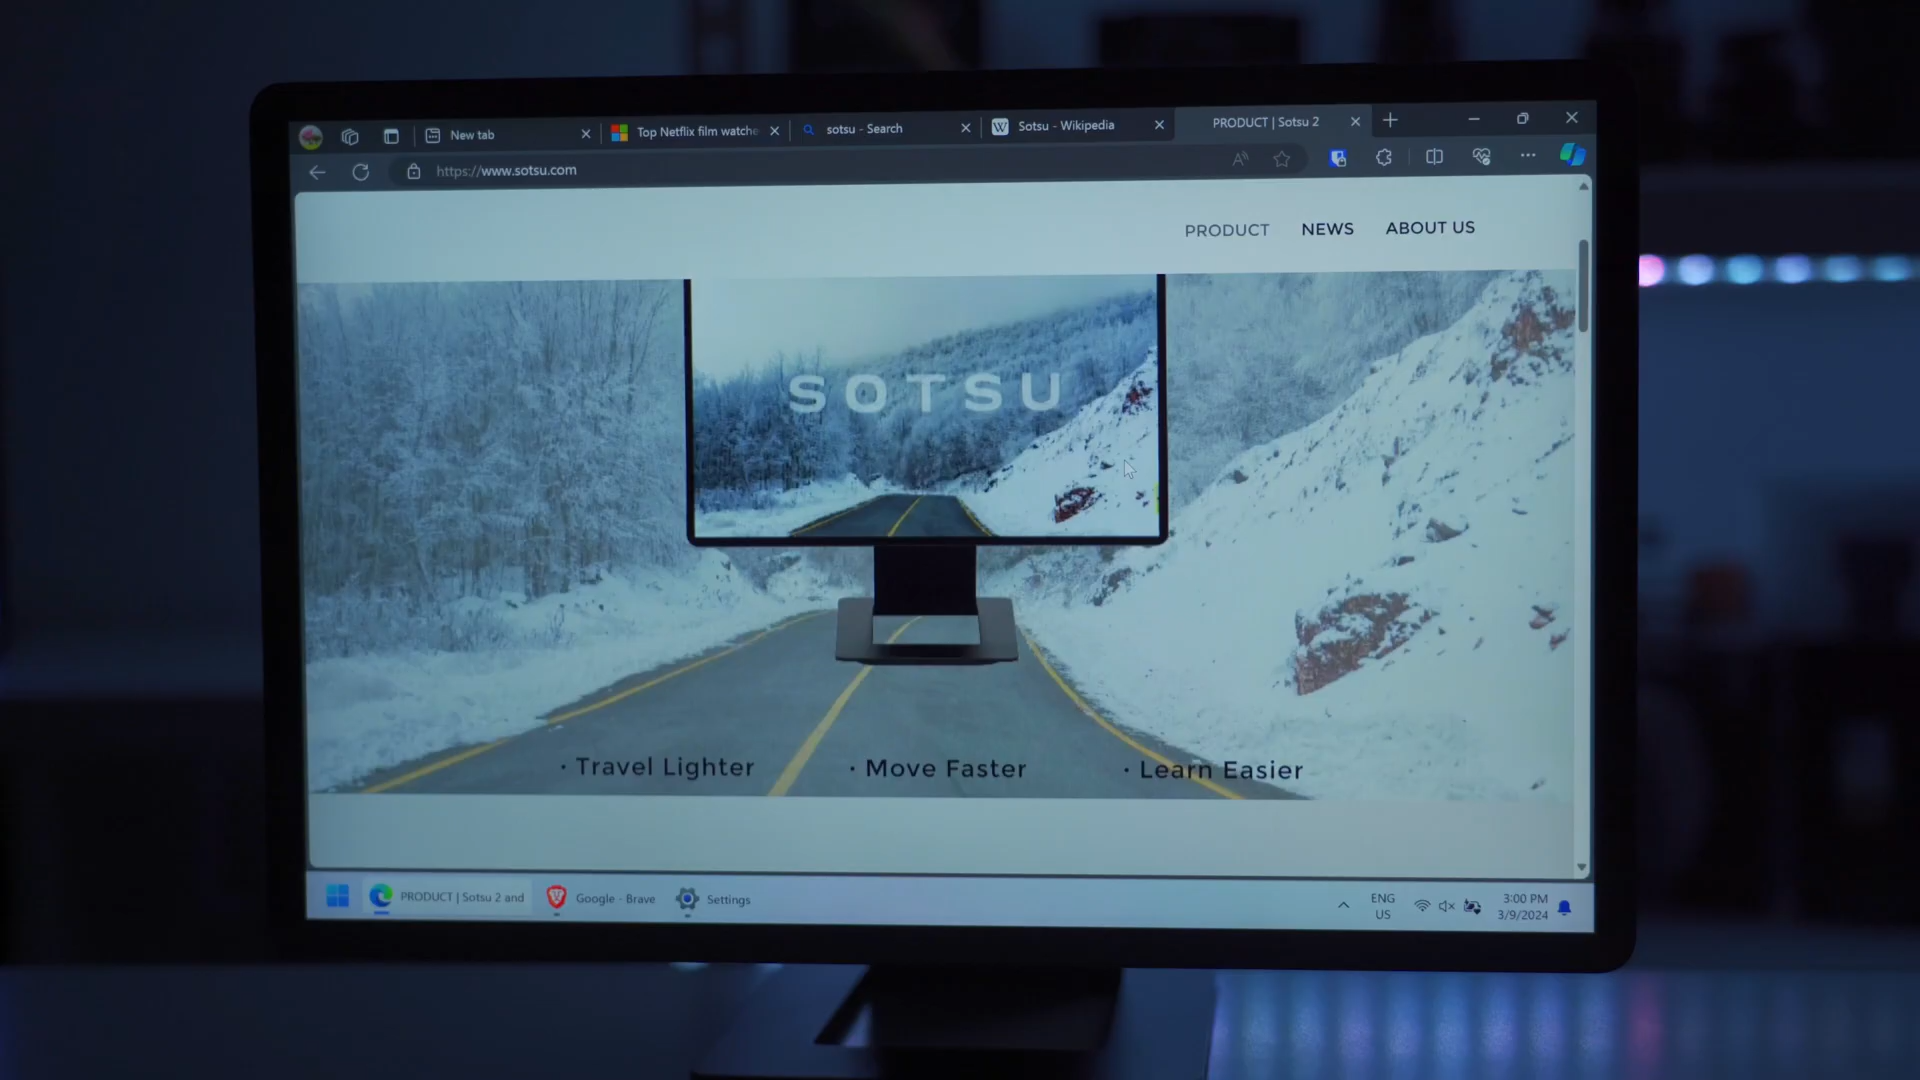 New tab
Top Netflix film watche
sotsu - Search
Sotsu - Wikipedia
PRODUCT | Sotsu 2
https://www.sotsu.com
PRODUCT NEWS ABOUT US
SOTSU
· Travel Lighter · Move Faster · Learn Easier
PRODUCT | Sotsu 2 and
Google - Brave
Settings
ENG
US
3:00 PM
3/9/2024